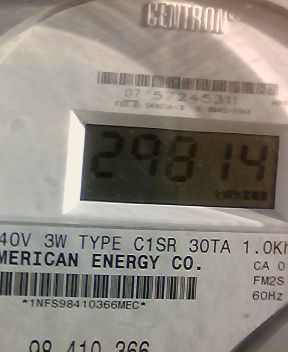 CENTRON
07 57245311
29814
kWh
40V 3W TYPE C1SR 30TA 1.0Kh
MERICAN ENERGY CO.
CA 0
FM2S
60Hz
*1NFS98410366MEC*
98 410 366